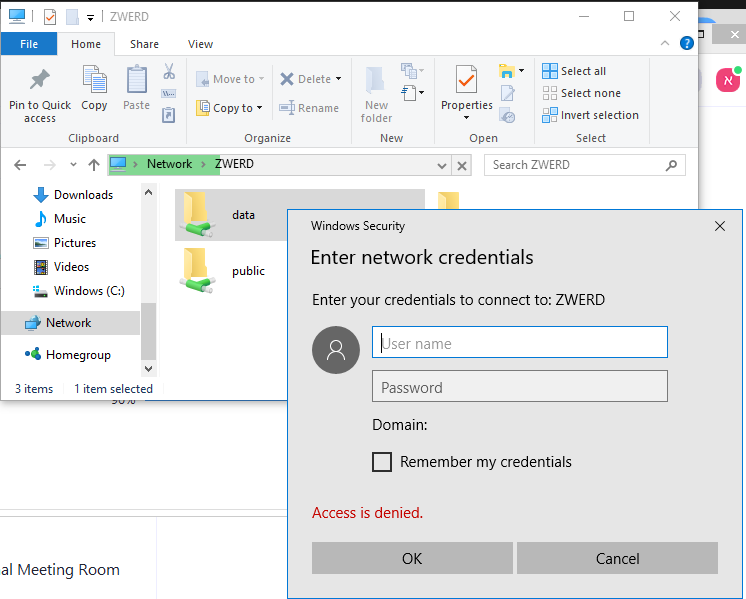 ZWERD
File Home Share View
Pin to Quick access
Copy
Paste
Clipboard
Move to
Copy to
Delete
Rename
Organize
New folder
New
Properties
Open
Select all
Select none
Invert selection
Select
Network > ZWERD
Search ZWERD
Downloads
Music
Pictures
Videos
Windows (C:)
Network
Homegroup
data
public
3 items 1 item selected
90%
א
al Meeting Room
Windows Security
Enter network credentials
Enter your credentials to connect to: ZWERD
User name
Password
Domain:
Remember my credentials
Access is denied.
OK Cancel